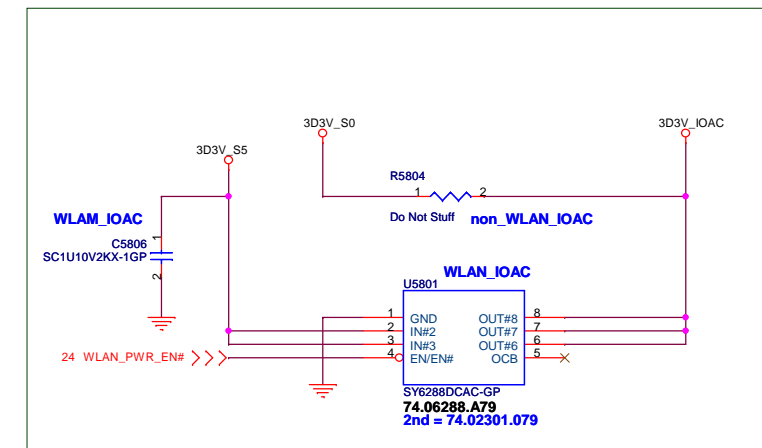 3D3V_S0
3D3V_IOAC
3D3V_S5
R5804
1 2
Do Not Stuff non_WLAN_IOAC
WLAM_IOAC
1
C5806
SC1U10V2KX-1GP
2
WLAN_IOAC
U5801
1 GND OUT#8 8
2 IN#2 OUT#7 7
3 IN#3 OUT#6 6
24 WLAN_PWR_EN# 4 EN/EN# OCB 5
SY6288DCAC-GP
74.06288.A79
2nd = 74.02301.079